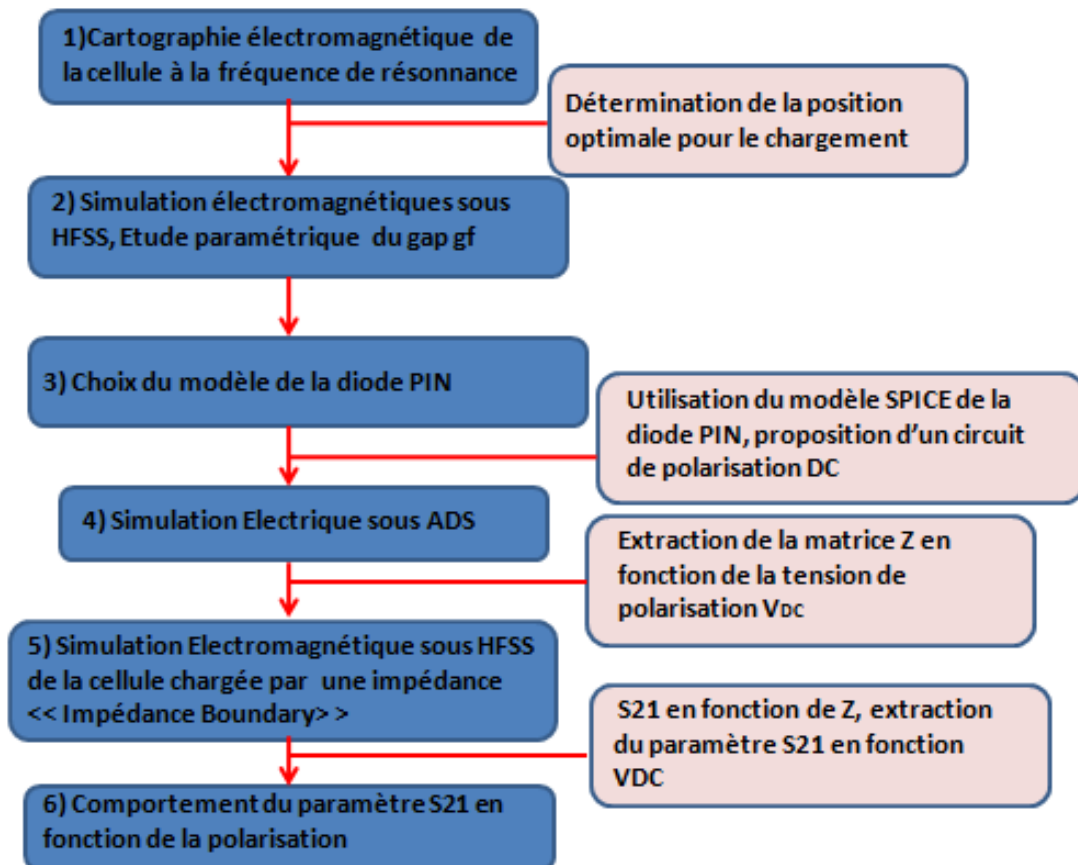 1)Cartographie électromagnétique de
la cellule à la fréquence de résonnance
Détermination de la position
optimale pour le chargement
2) Simulation électromagnétiques sous
HFSS, Etude paramétrique du gap gf
3) Choix du modèle de la diode PIN
Utilisation du modèle SPICE de la
diode PIN, proposition d'un circuit
de polarisation DC
4) Simulation Electrique sous ADS
Extraction de la matrice Z en
fonction de la tension de
polarisation VDC
5) Simulation Electromagnétique sous HFSS
de la cellule chargée par une impédance
<< Impédance Boundary> >
S21 en fonction de Z, extraction
du paramètre S21 en fonction
VDC
6) Comportement du paramètre S21 en
fonction de la polarisation